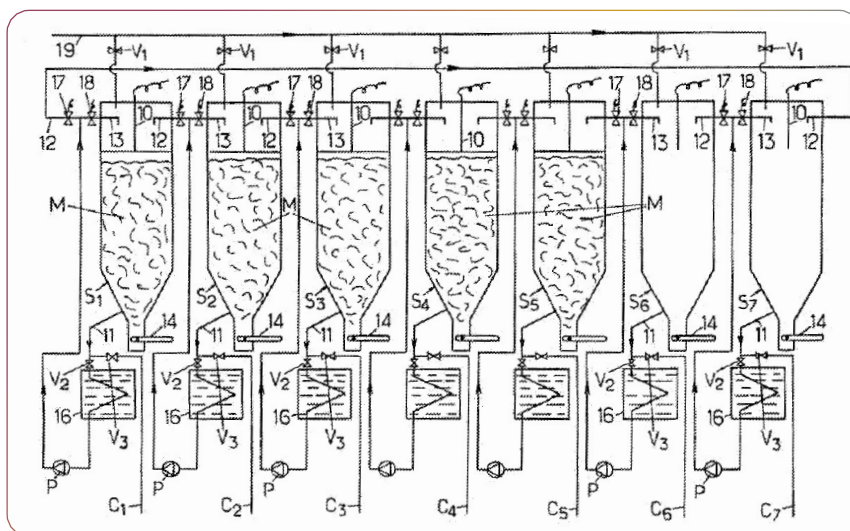 19 V1 V1 V1 V1 V1
17 18 17 18 17 18 17 18 17 18
12 13 10 12 13 10 12 13 10 10 13 12 13 10 12
M M M
S1 S2 S3 S4 S5 S6 S7
11 14 11 14 11 14 14 14 11 14 11 14
V2 V2 V2 V2 V2
16 16 16 16 16
V3 V3 V3 V3 V3
P P P P P
C1 C2 C3 C4 C5 C6 C7